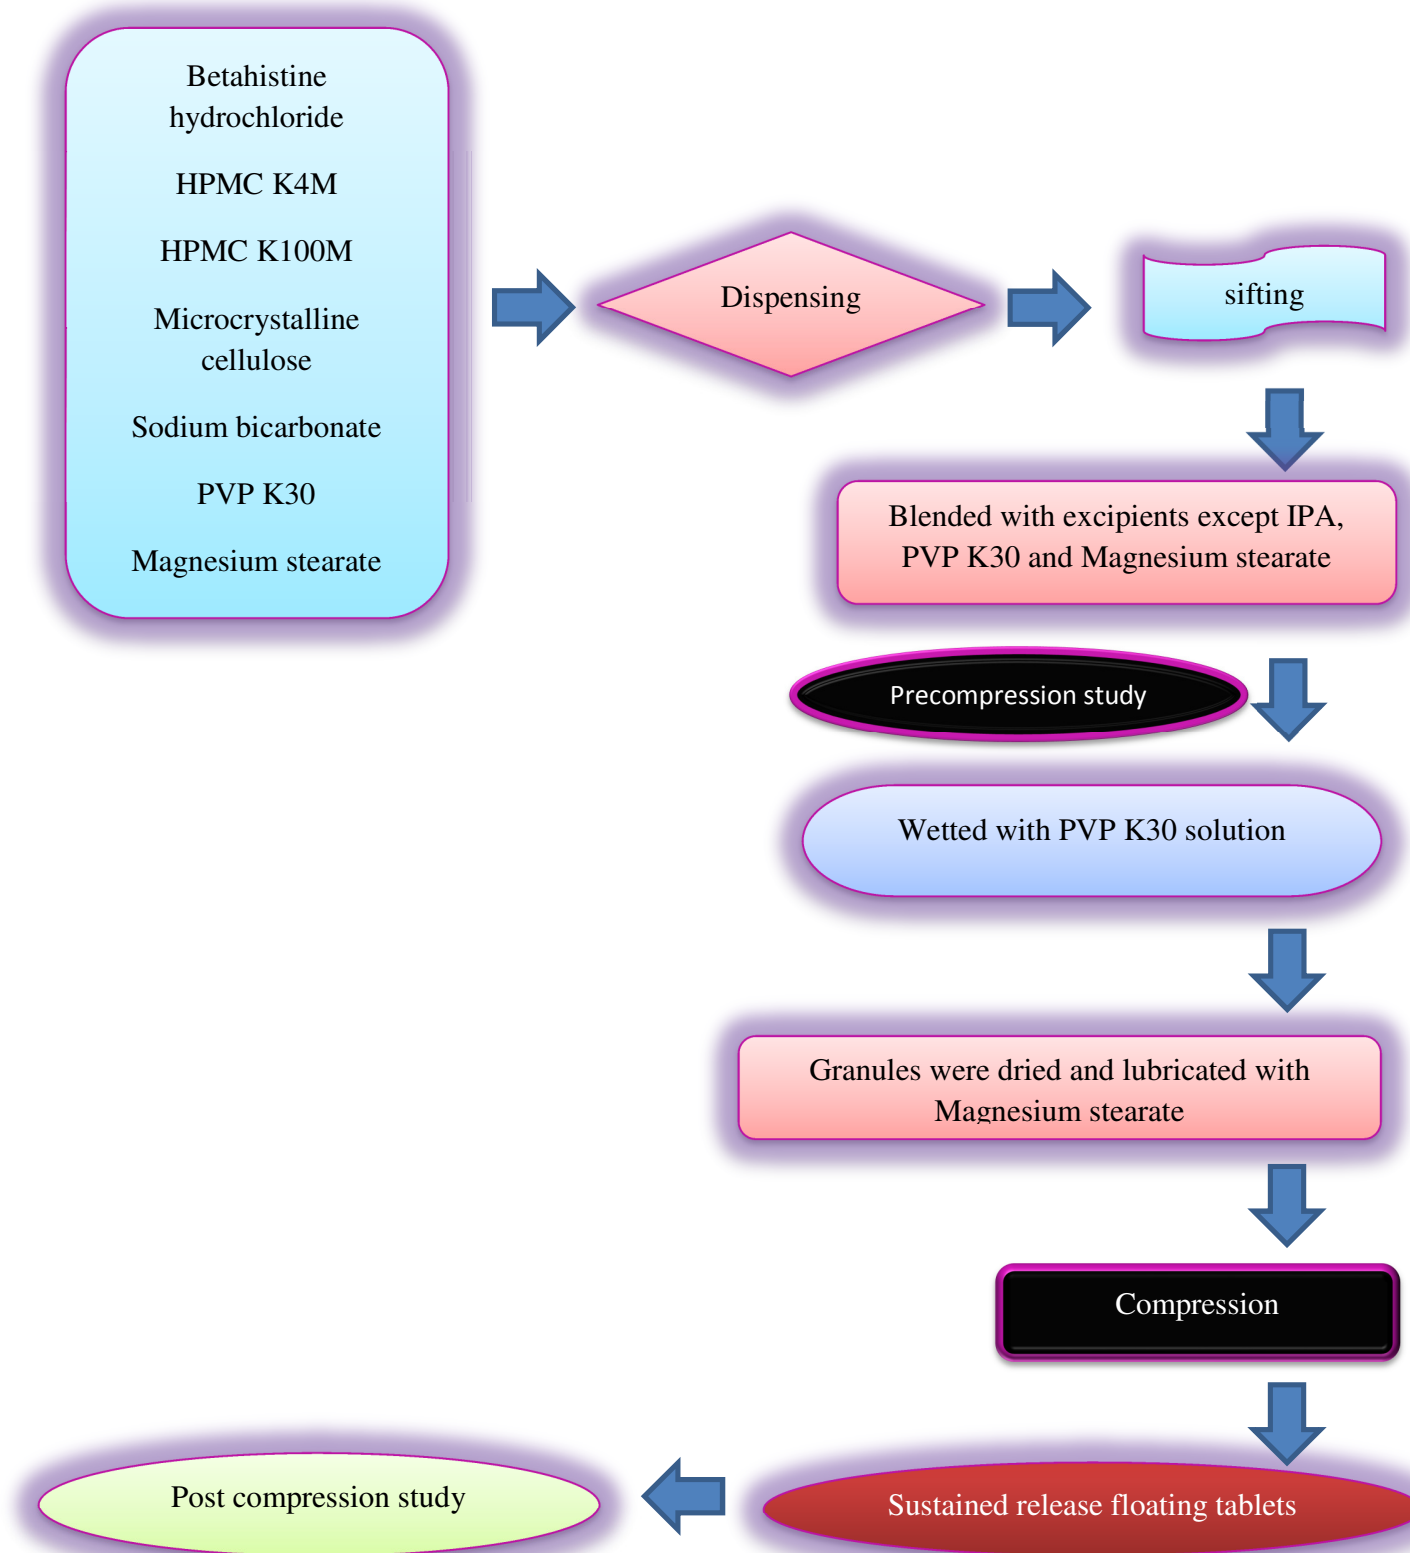 Betahistine
hydrochloride
HPMC K4M
HPMC K100M
Microcrystalline
cellulose
Sodium bicarbonate
PVP K30
Magnesium stearate
Dispensing
sifting
Blended with excipients except IPA,
PVP K30 and Magnesium stearate
Precompression study
Wetted with PVP K30 solution
Granules were dried and lubricated with
Magnesium stearate
Compression
Sustained release floating tablets
Post compression study